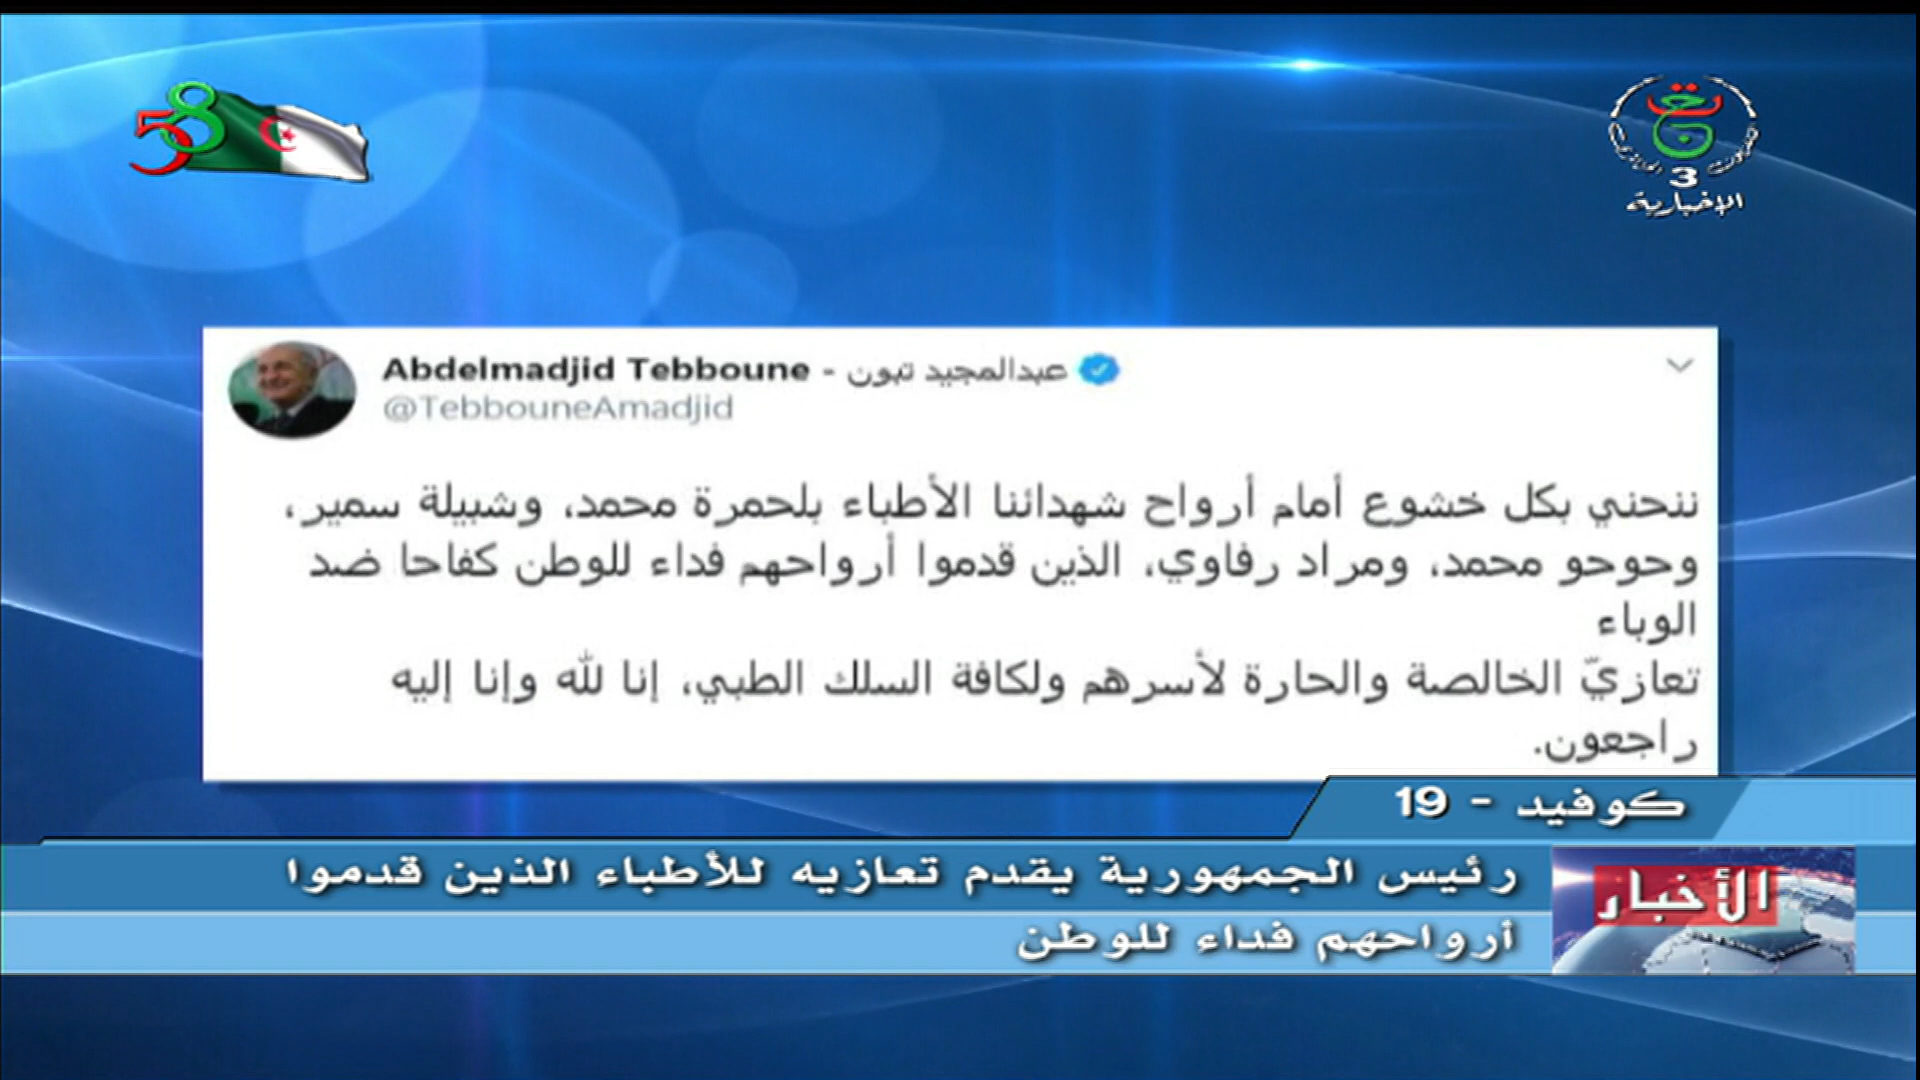 58
3
الإخبارية
Abdelmadjid Tebboune - عبدالمجيد تبون
@TebbouneAmadjid
ننحني بكل خشوع أمام أرواح شهدائنا الأطباء بلحمرة محمد، وشبيلة سمير،
وحوحو محمد، ومراد رفاوي، الذين قدموا أرواحهم فداء للوطن كفاحا ضد
الوباء
تعازيّ الخالصة والحارة لأسرهم ولكافة السلك الطبي، إنا لله وإنا إليه
راجعون.
كوفيد - 19
رئيس الجمهورية يقدم تعازيه للأطباء الذين قدموا
أرواحهم فداء للوطن
الأخبار